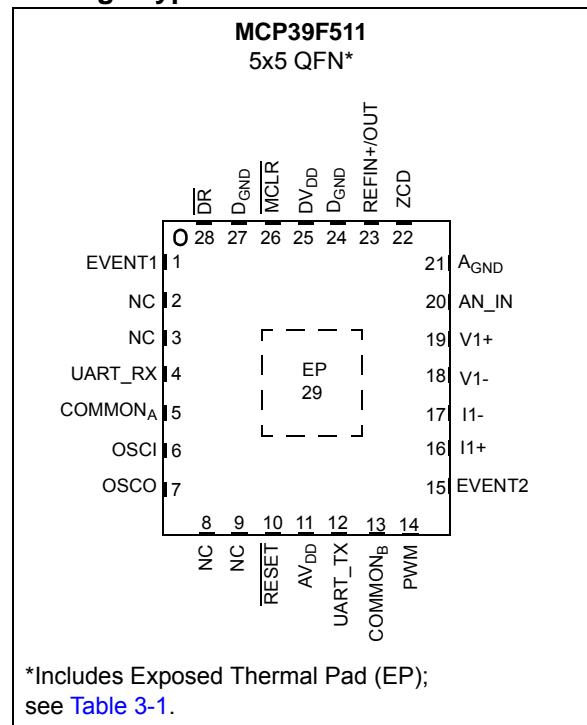 MCP39F511
5x5 QFN*
DR
DGND
MCLR
DVDD
DGND
REFIN+/OUT
ZCD
28 27 26 25 24 23 22
EVENT1 1
NC 2
NC 3
UART_RX 4
COMMONA 5
OSCI 6
OSCO 7
EP
29
21 AGND
20 AN_IN
19 V1+
18 V1-
17 I1-
16 I1+
15 EVENT2
8 9 10 11 12 13 14
NC
NC
RESET
AVDD
UART_TX
COMMONB
PWM
*Includes Exposed Thermal Pad (EP);
see Table 3-1.